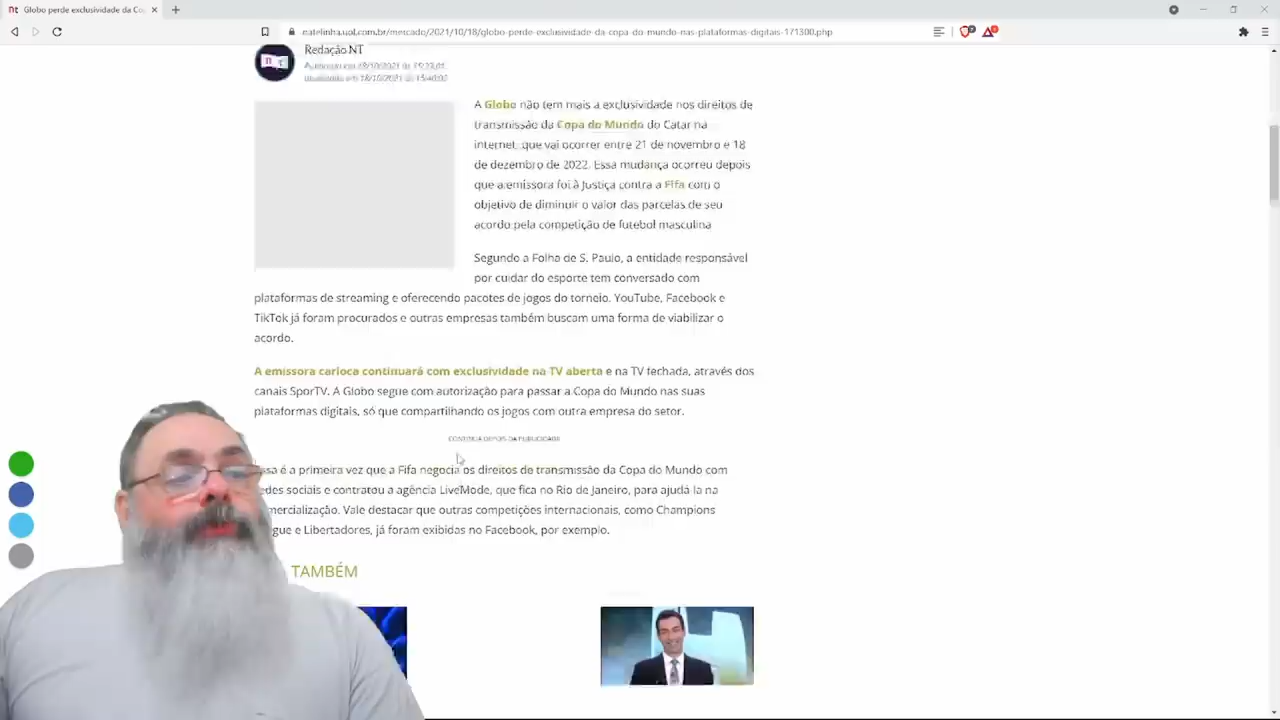 Globo perde exclusividade da Co
natelinha.uol.com.br/mercado/2021/10/18/globo-perde-exclusividade-da-copa-do-mundo-nas-plataformas-digitais-171300.php
Redação NT
A Globo não tem mais a exclusividade nos direitos de
transmissão da Copa do Mundo do Catar na
internet, que vai ocorrer entre 21 de novembro e 18
de dezembro de 2022. Essa mudança ocorreu depois
que a emissora foi à Justiça contra a Fifa com o
objetivo de diminuir o valor das parcelas de seu
acordo pela competição de futebol masculina
Segundo a Folha de S. Paulo, a entidade responsável
por cuidar do esporte tem conversado com
plataformas de streaming e oferecendo pacotes de jogos do torneio. YouTube, Facebook e
TikTok já foram procurados e outras empresas também buscam uma forma de viabilizar o
acordo.
A emissora carioca continuará com exclusividade na TV aberta e na TV fechada, através dos
canais SporTV. A Globo segue com autorização para passar a Copa do Mundo nas suas
plataformas digitais, só que compartilhando os jogos com outra empresa do setor.
CONTINUA DEPOIS DA PUBLICIDADE
sa é a primeira vez que a Fifa negocia os direitos de transmissão da Copa do Mundo com
edes sociais e contratou a agência LiveMode, que fica no Rio de Janeiro, para ajudá la na
mercialização. Vale destacar que outras competições internacionais, como Champions
gue e Libertadores, já foram exibidas no Facebook, por exemplo.
TAMBÉM